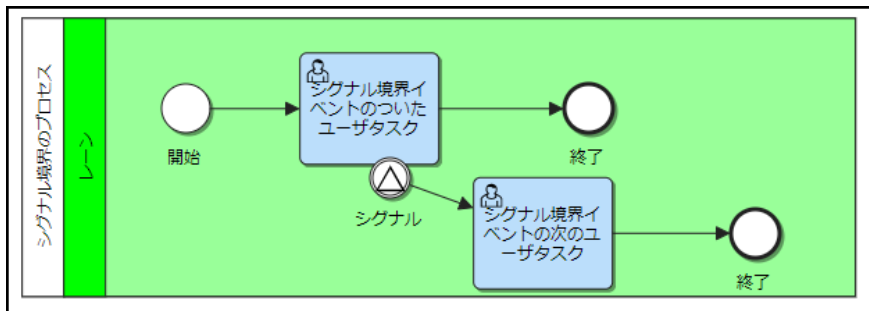 シグナル境界のプロセス
レーン
開始
シグナル境界イ
ベントのついた
ユーザタスク
終了
シグナル
シグナル境界イ
ベントの次のユ
ーザタスク
終了